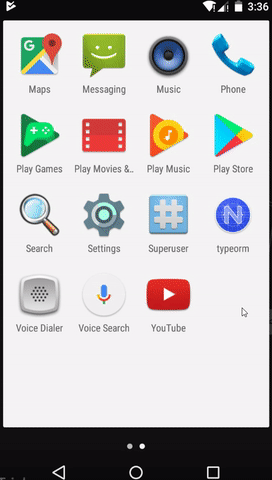 3:36
Maps Messaging Music Phone
Play Games Play Movies &.. Play Music Play Store
Search Settings Superuser typeorm
Voice Dialer Voice Search YouTube